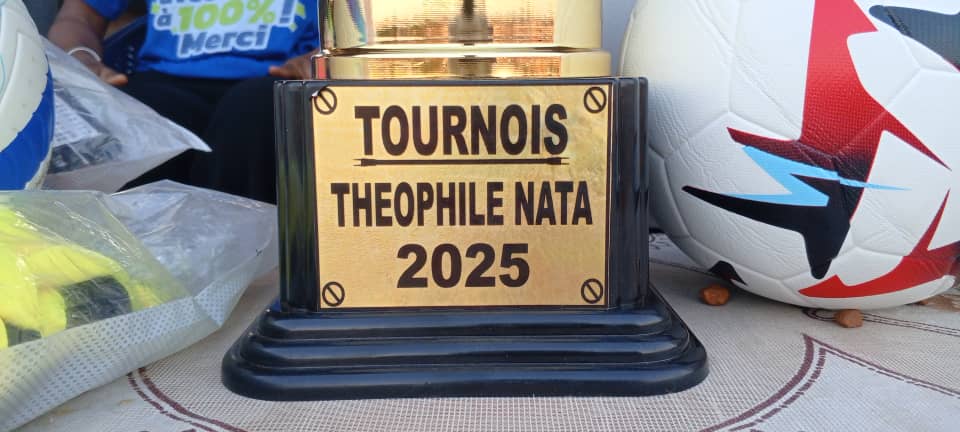 à 100% !
Merci
TOURNOIS
THEOPHILE NATA
2025